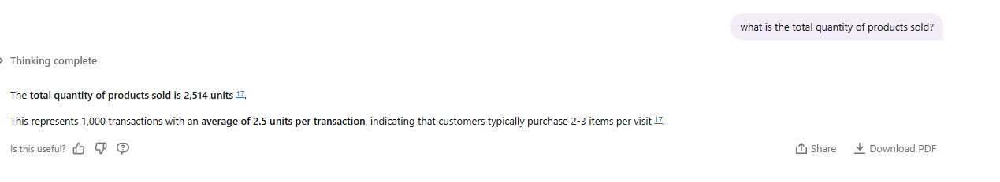 what is the total quantity of products sold?
Thinking complete
The total quantity of products sold is 2,514 units 17.
This represents 1,000 transactions with an average of 2.5 units per transaction, indicating that customers typically purchase 2-3 items per visit 17.
Is this useful? Share Download PDF